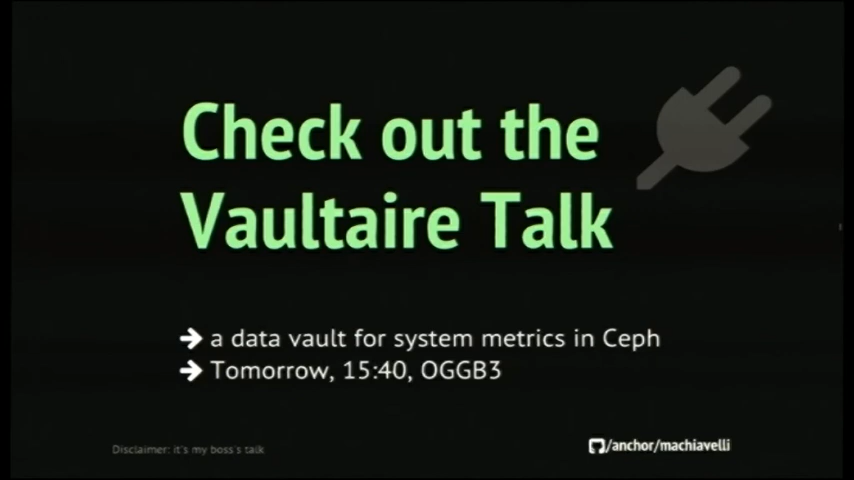 Check out the
Vaultaire Talk
a data vault for system metrics in Ceph
Tomorrow, 15:40, OGGB3
Disclaimer: it's my boss's talk
/anchor/machiavelli